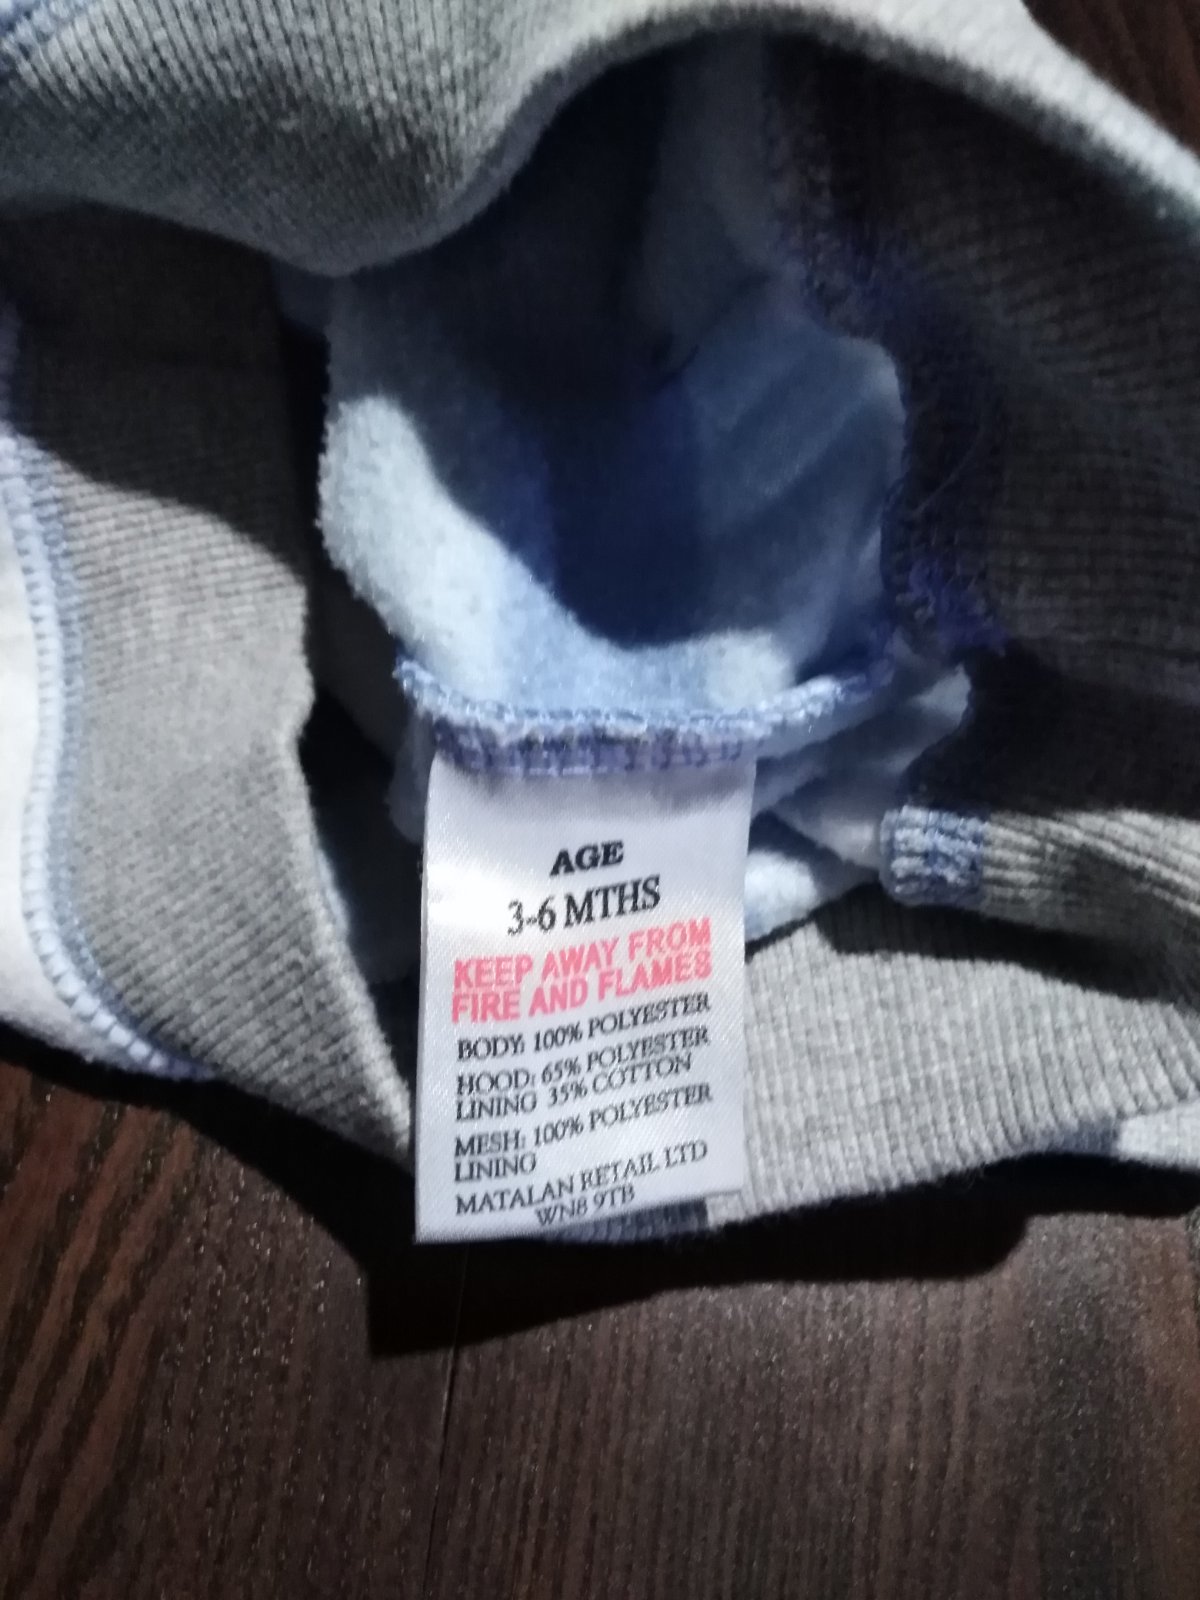 AGE
3-6 MTHS
KEEP AWAY FROM
FIRE AND FLAMES
BODY: 100% POLYESTER
HOOD: 65% POLYESTER
LINING 35% COTTON
MESH: 100% POLYESTER
LINING
MATALAN RETAIL LTD
WN8 9TB